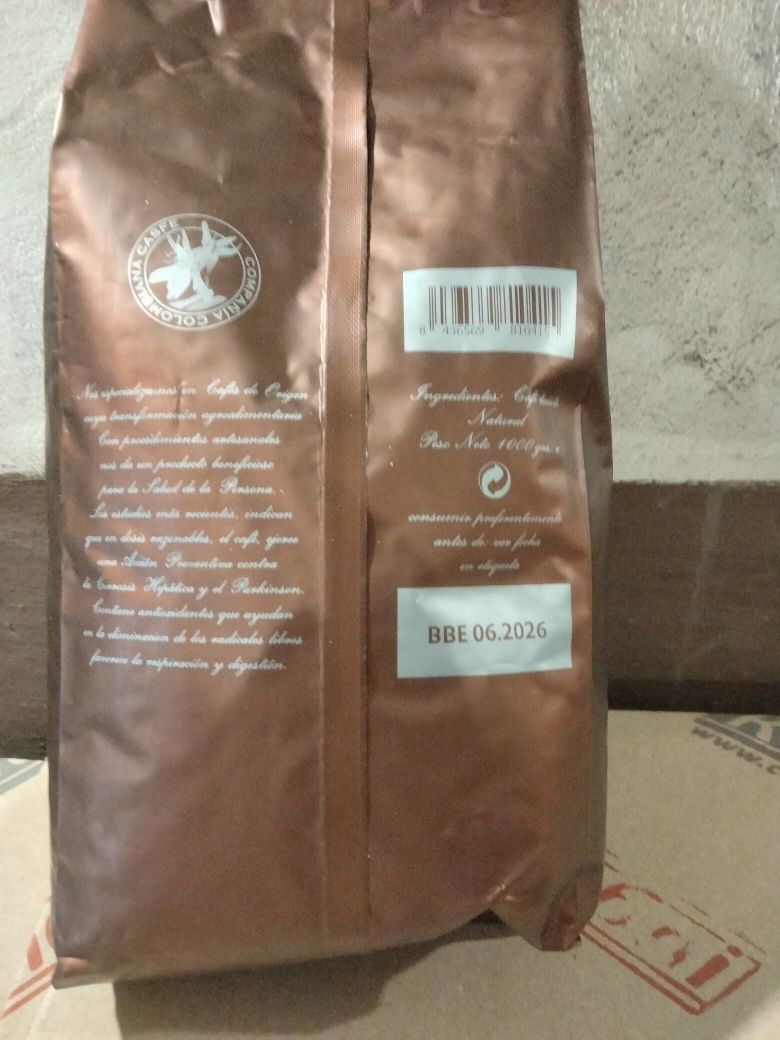 COMPAÑÍA COLOMBIANA CABFE
Nos especializamos en Cafés de Origen
cuya transformación agroalimentaria
Con procedimientos artesanales
nos da un producto beneficioso
para la Salud de la Persona.-
Los estudios más recientes, indican
que en dosis razonables, el café, ejerce
una Acción Preventiva contra
la Cirrosis Hepática y el Parkinson.
Contiene antioxidantes que ayudan
en la eliminación de los radicales libres
favorece la respiración y digestión.
8 436569 810415
Ingredientes: Café
Natural
Peso Neto 1000 grs.
consumir preferentemente
antes de: ver fecha
en etiqueta
BBE 06.2026
www.c